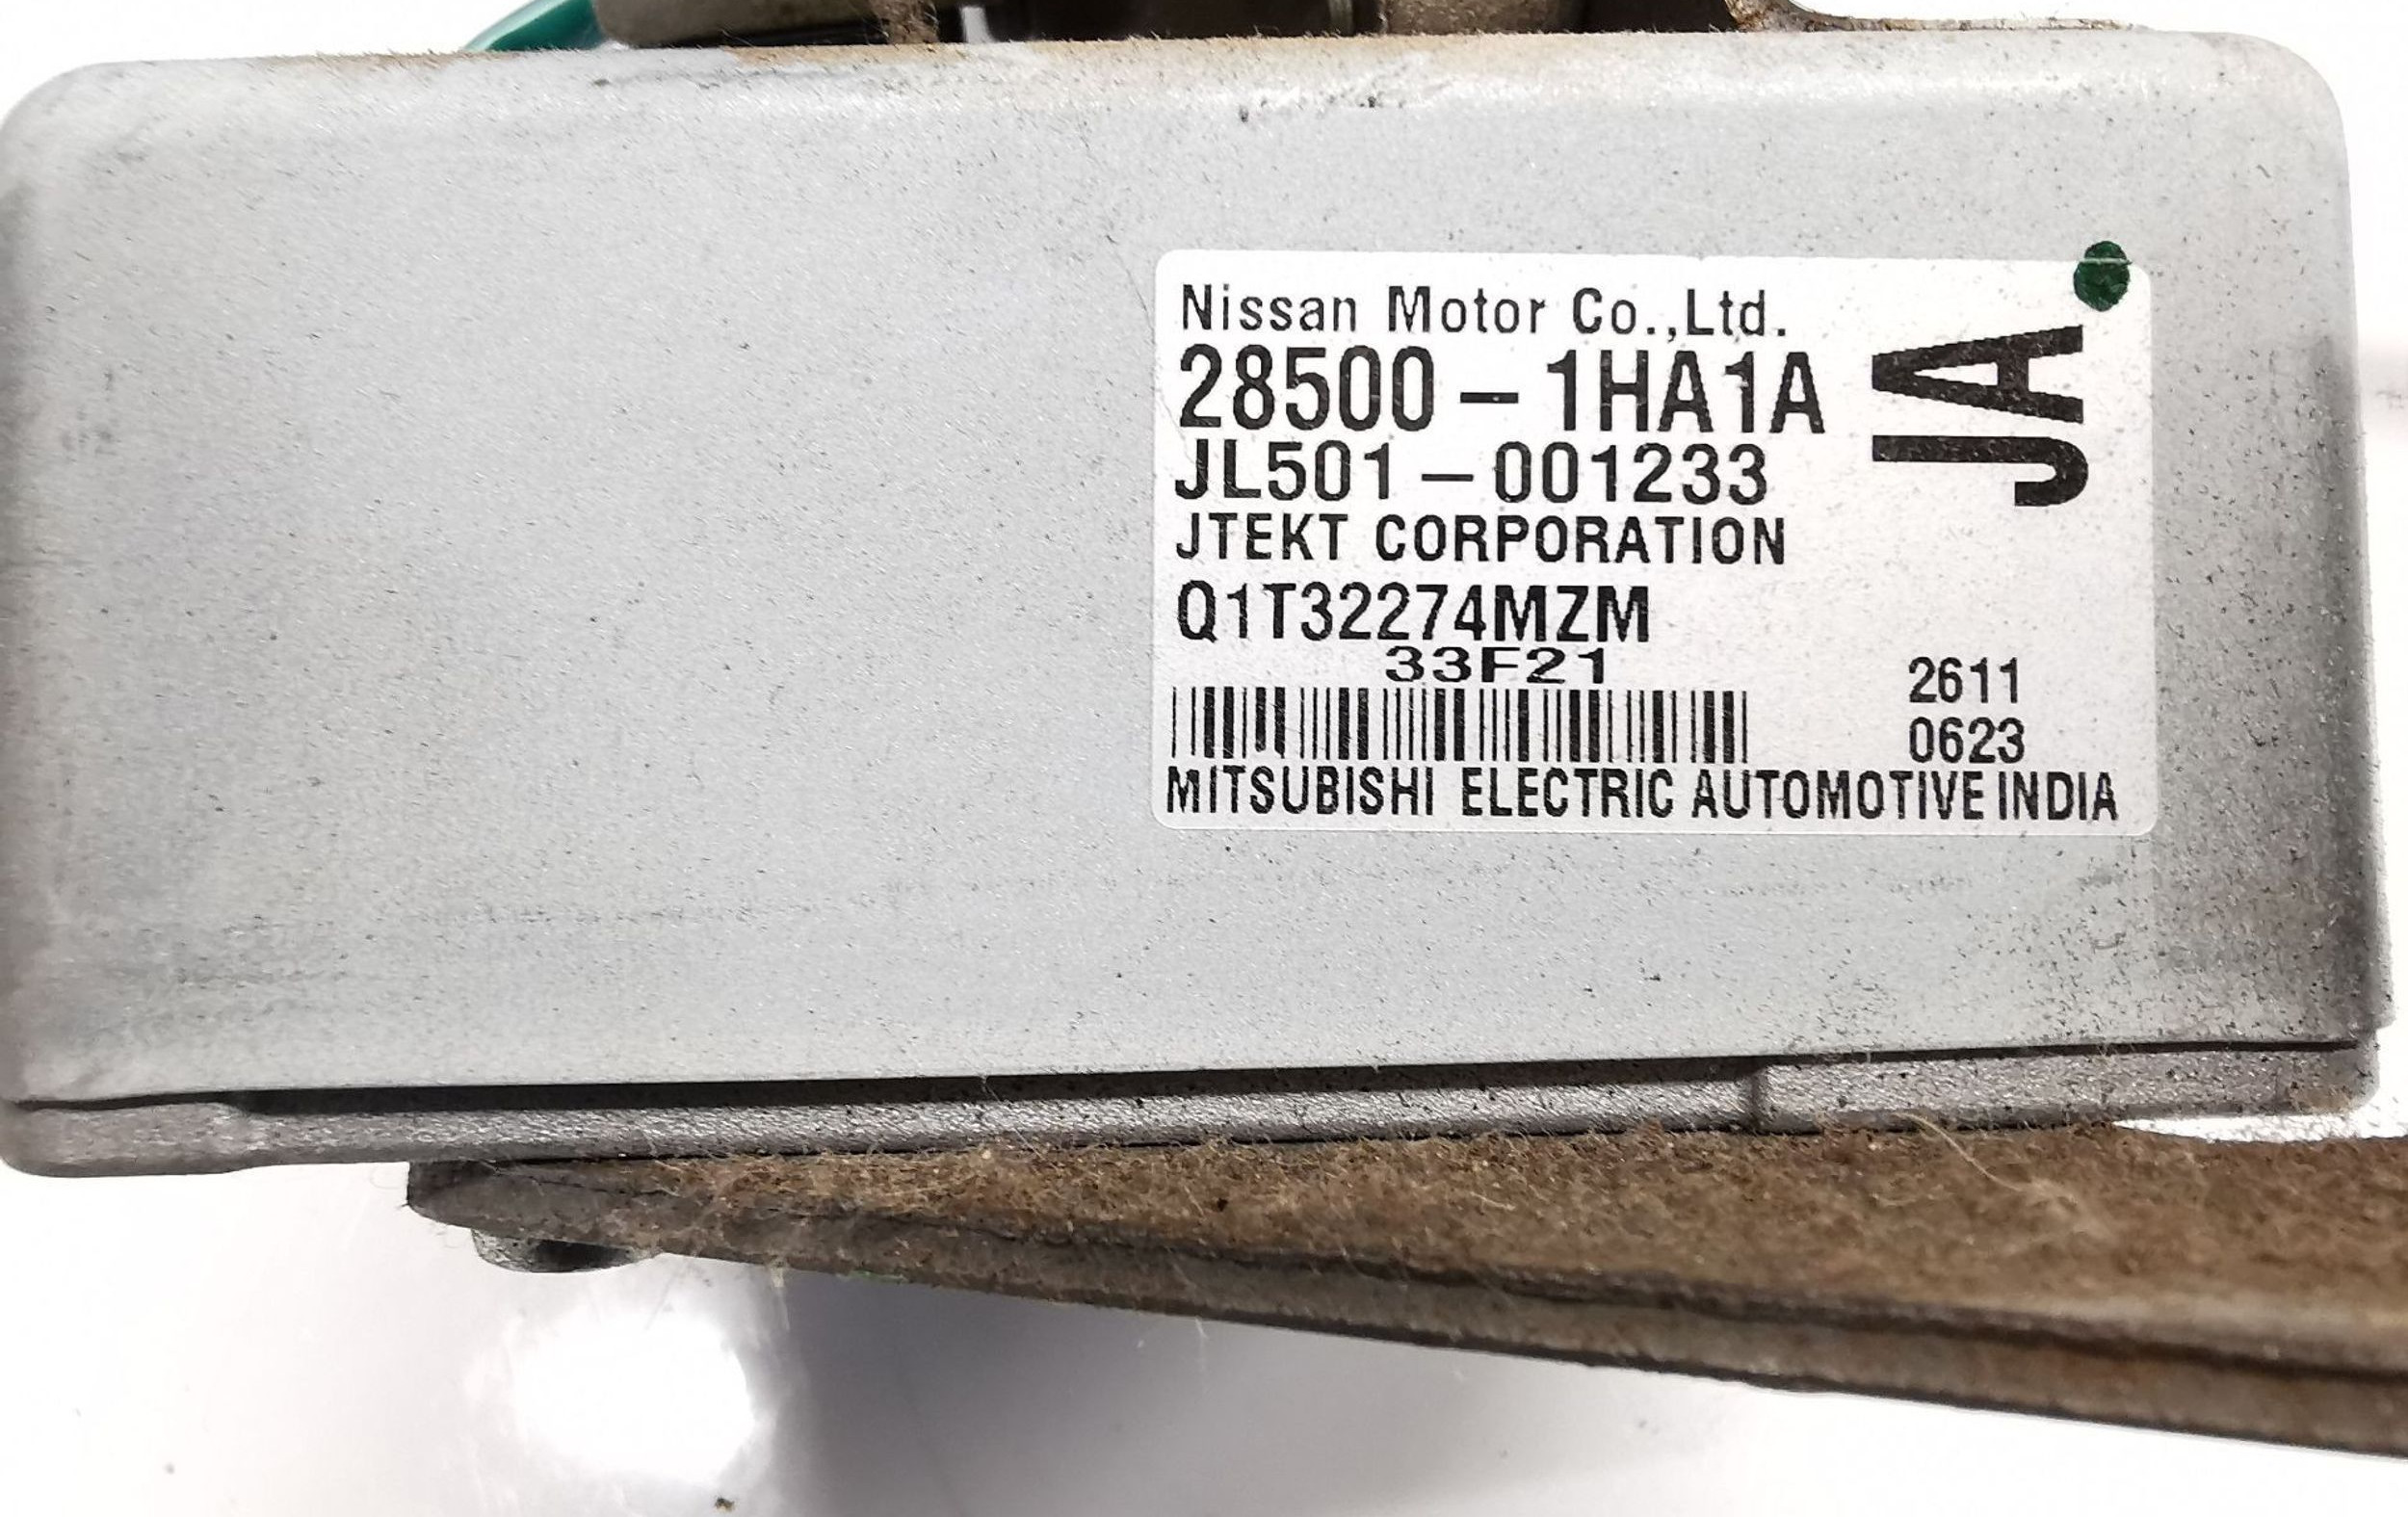 Nissan Motor Co.,Ltd.
28500-1HA1A
JA
JL501-001233
JTEKT CORPORATION
Q1T32274MZM
33F21
2611
0623
MITSUBISHI ELECTRIC AUTOMOTIVE INDIA